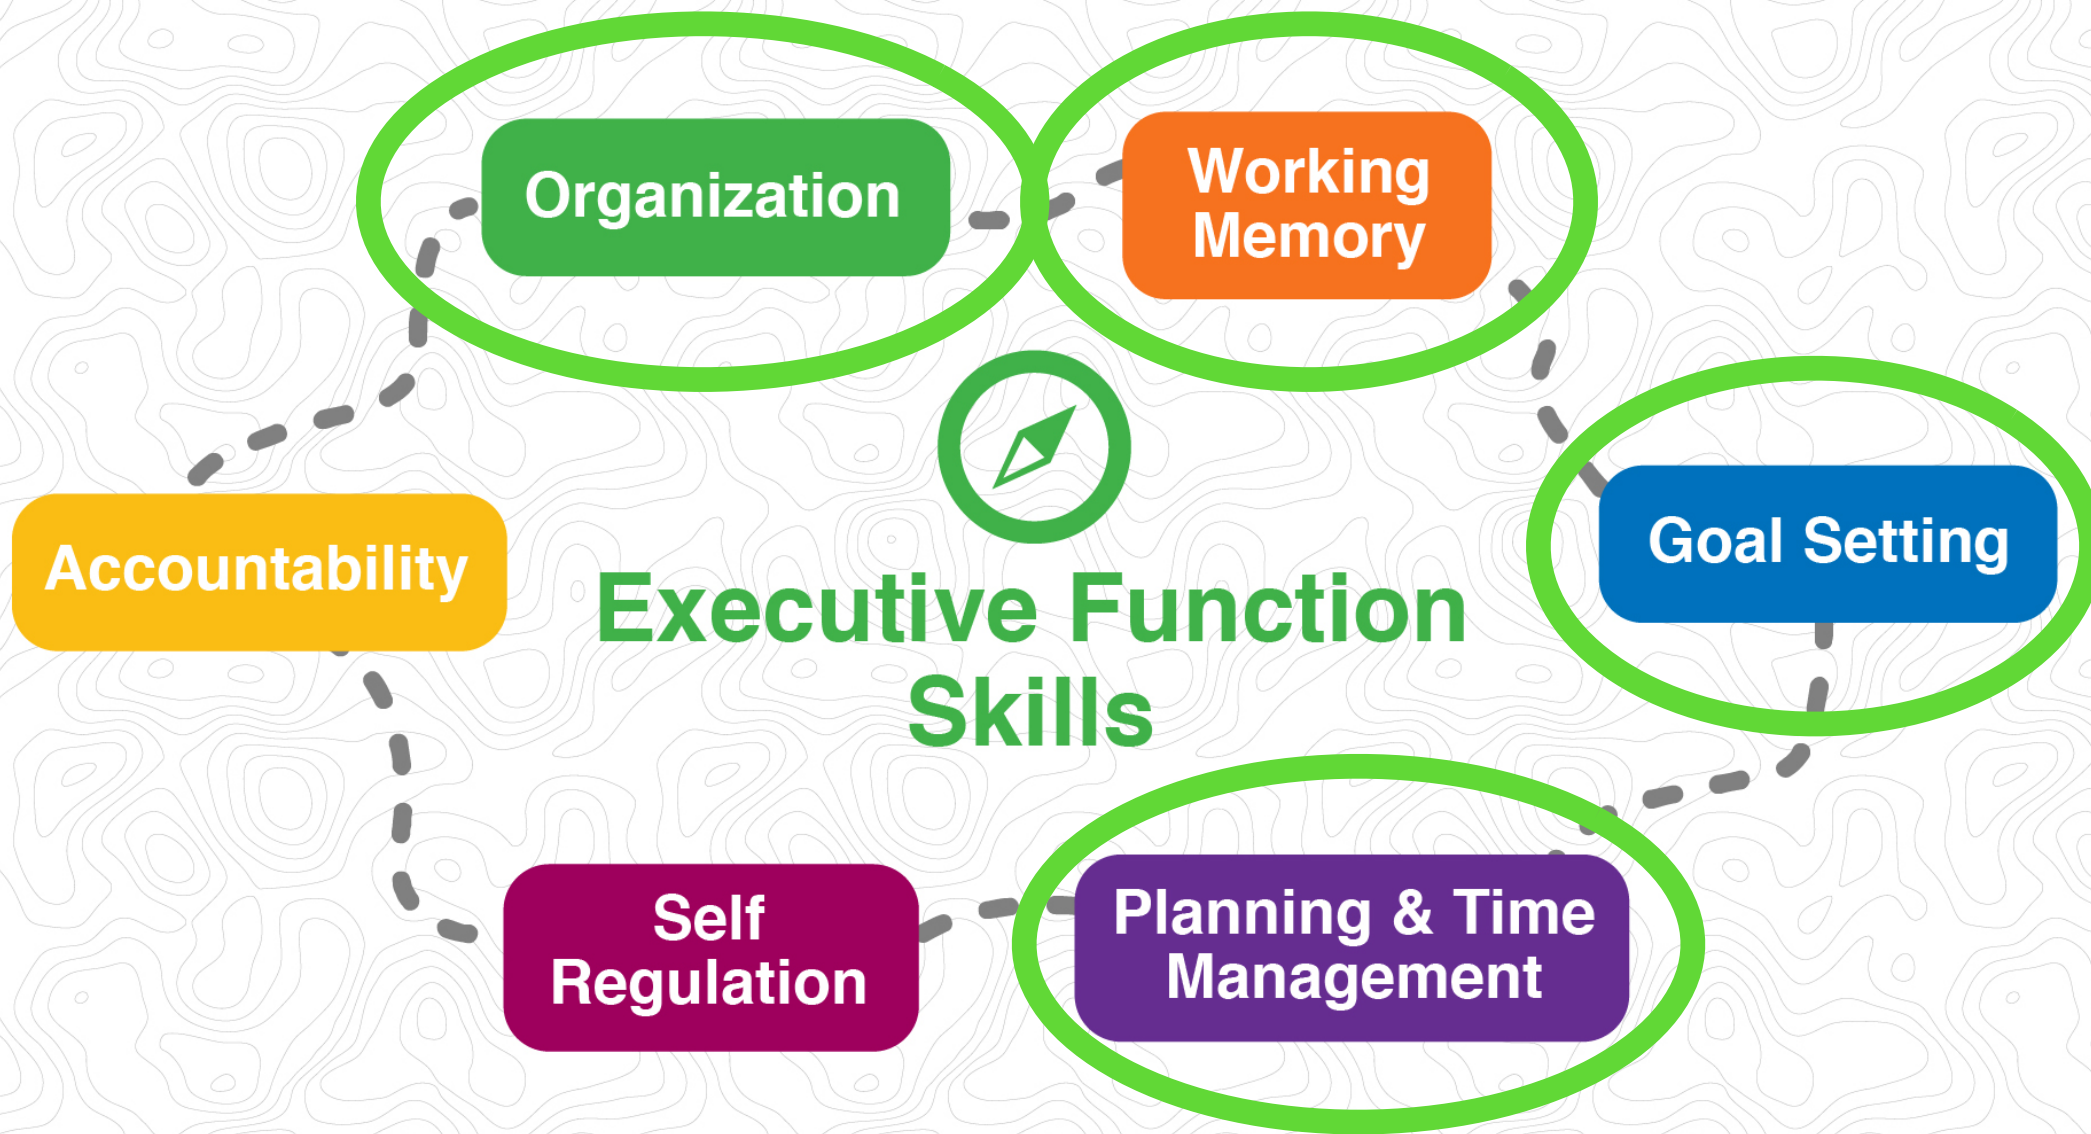 Organization
Working
Memory
Goal Setting
Accountability
Executive Function
Skills
Self
Regulation
Planning & Time
Management